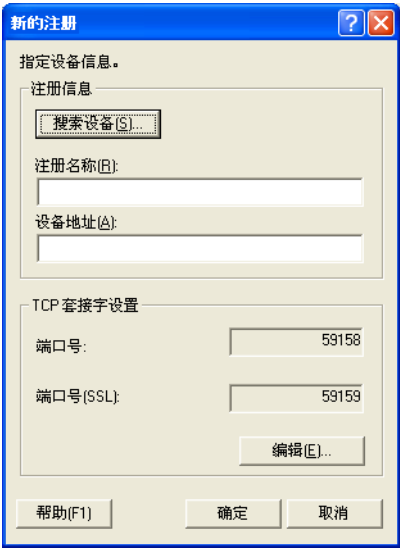 新的注册
指定设备信息。
注册信息
搜索设备(S)...
注册名称(R):
设备地址(A):
TCP 套接字设置
端口号: 59158
端口号(SSL): 59159
编辑(E)...
帮助(F1) 确定 取消